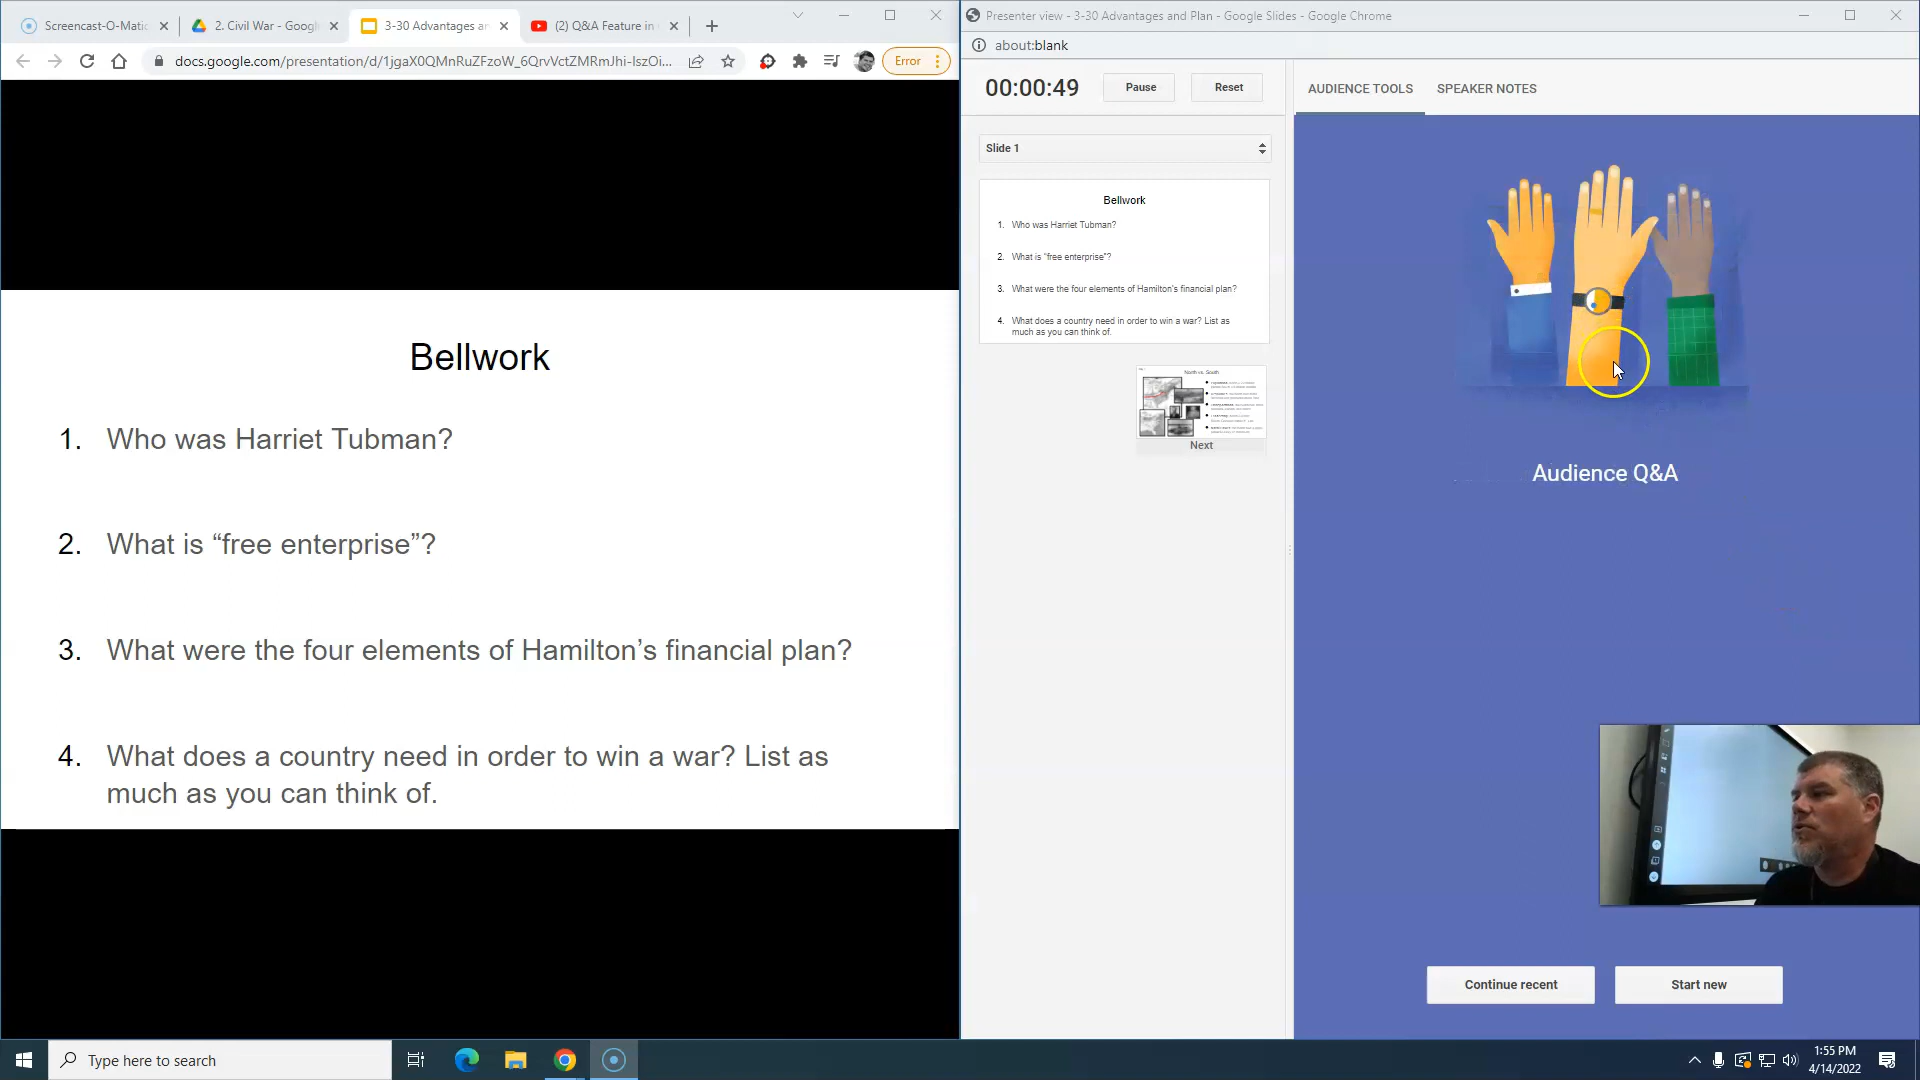 Screencast-O-Matic
2. Civil War - Googl
3-30 Advantages an
(2) Q&A Feature in
docs.google.com/presentation/d/1jgaX0QMnRuZFzoW_6QrvVctZMRmJhi-IszOi...
Error
Bellwork
1. Who was Harriet Tubman?
2. What is “free enterprise”?
3. What were the four elements of Hamilton’s financial plan?
4. What does a country need in order to win a war? List as
much as you can think of.
Presenter view - 3-30 Advantages and Plan - Google Slides - Google Chrome
about:blank
00:00:49
Pause
Reset
AUDIENCE TOOLS
SPEAKER NOTES
Slide 1
Bellwork
1. Who was Harriet Tubman?
2. What is “free enterprise”?
3. What were the four elements of Hamilton’s financial plan?
4. What does a country need in order to win a war? List as
much as you can think of.
North vs. South
Next
Audience Q&A
Continue recent
Start new
Type here to search
1:55 PM
4/14/2022